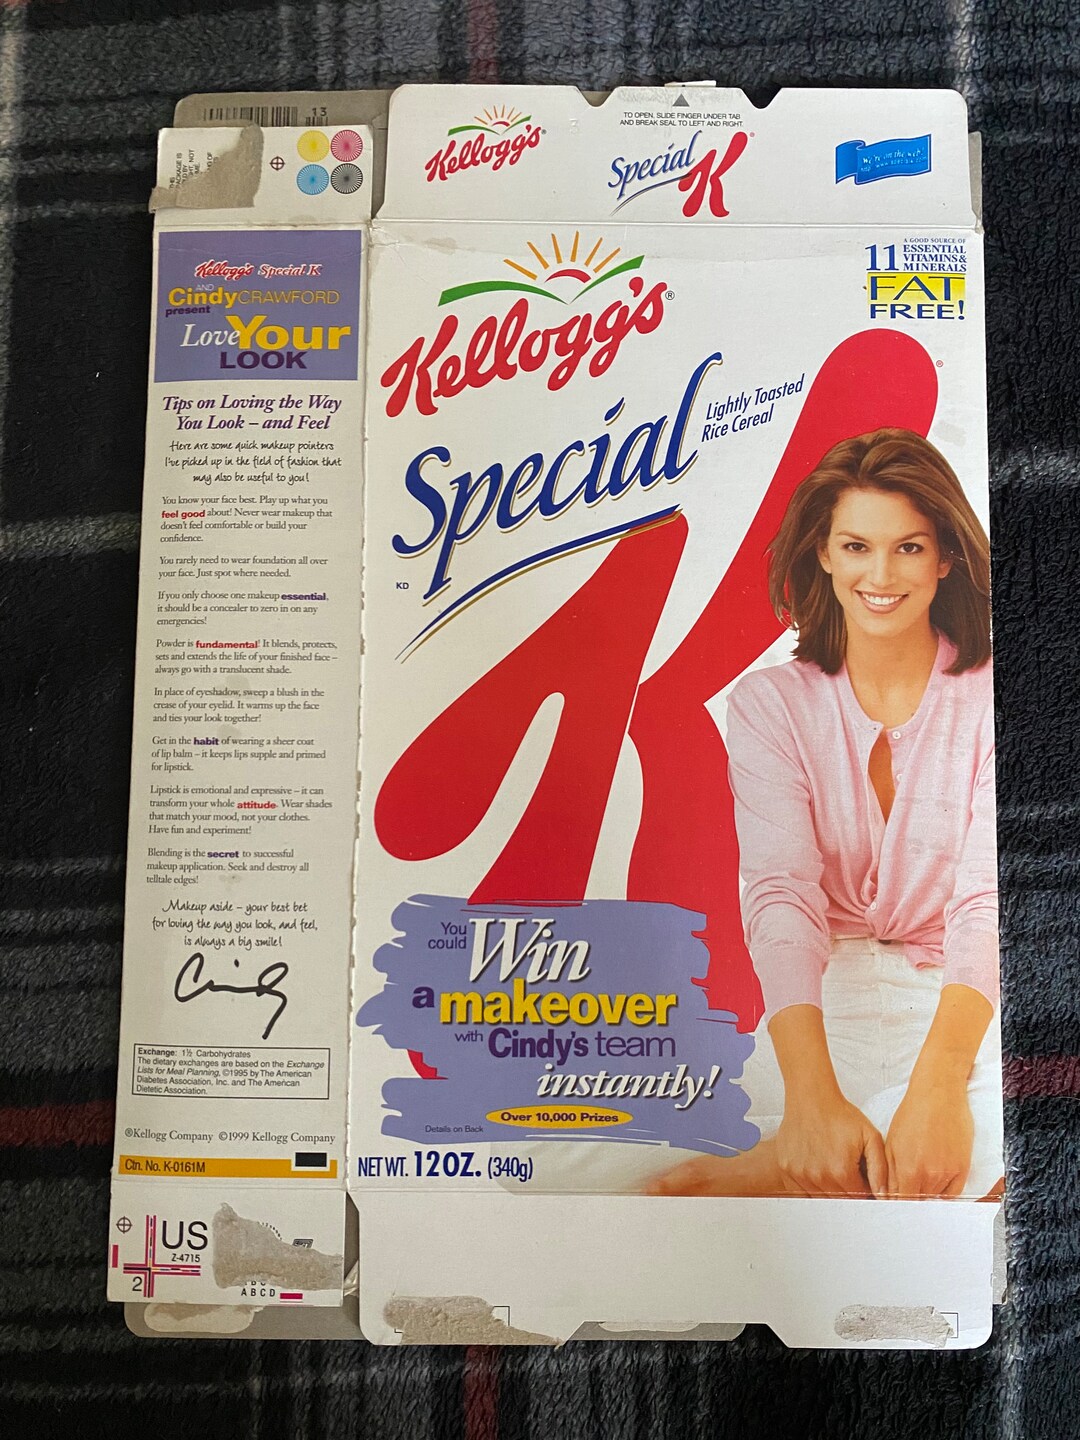 13
Kellogg's®
TO OPEN, SLIDE FINGER UNDER TAB
AND BREAK SEAL TO LEFT AND RIGHT.
Special K®
We're on the web!
PACKAGE IS
Kellogg's Special K
AND
Cindy CRAWFORD
present
Love Your
LOOK
Tips on Loving the Way
You Look – and Feel
Here are some quick makeup pointers
I've picked up in the field of fashion that
may also be useful to you!
You know your face best. Play up what you
feel good about! Never wear makeup that
doesn't feel comfortable or build your
confidence.
You rarely need to wear foundation all over
your face. Just spot where needed.
If you only choose one makeup essential,
it should be a concealer to zero in on any
emergencies!
Powder is fundamental! It blends, protects,
sets and extends the life of your finished face –
always go with a translucent shade.
In place of eyeshadow, sweep a blush in the
crease of your eyelid. It warms up the face
and ties your look together!
Get in the habit of wearing a sheer coat
of lip balm – it keeps lips supple and primed
for lipstick.
Lipstick is emotional and expressive – it can
transform your whole attitude. Wear shades
that match your mood, not your clothes.
Have fun and experiment!
Blending is the secret to successful
makeup application. Seek and destroy all
telltale edges!
Makeup aside – your best bet
for loving the way you look, and feel,
is always a big smile!
Cindy
Exchange: 1½ Carbohydrates
The dietary exchanges are based on the Exchange
Lists for Meal Planning, ©1995 by The American
Diabetes Association, Inc. and The American
Dietetic Association.
®Kellogg Company ©1999 Kellogg Company
Ctn. No. K-0161M
US
Z-4715
2
A B C D
Kellogg's®
11 A GOOD SOURCE OF
ESSENTIAL
VITAMINS &
MINERALS
FAT
FREE!
Special K®
Lightly Toasted
Rice Cereal
KD
You
could Win
a makeover
with Cindy's team
instantly!
Over 10,000 Prizes
Details on Back
NET WT. 12 OZ. (340g)